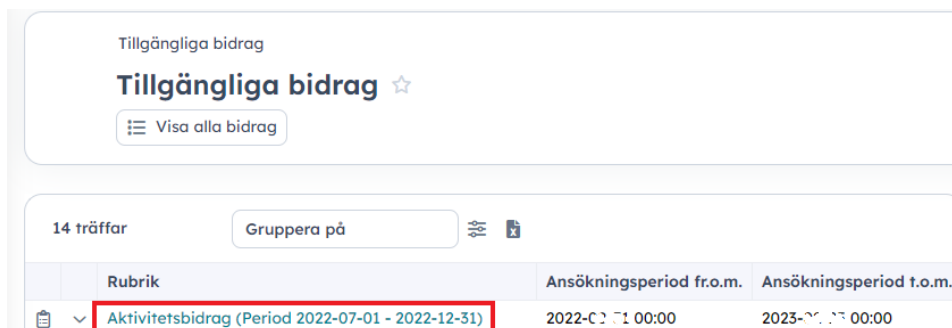 Tillgängliga bidrag
Tillgängliga bidrag
Visa alla bidrag
14 träffar
Gruppera på
Rubrik Ansökningsperiod fr.o.m. Ansökningsperiod t.o.m.
Aktivitetsbidrag (Period 2022-07-01 - 2022-12-31) 00:00 00:00